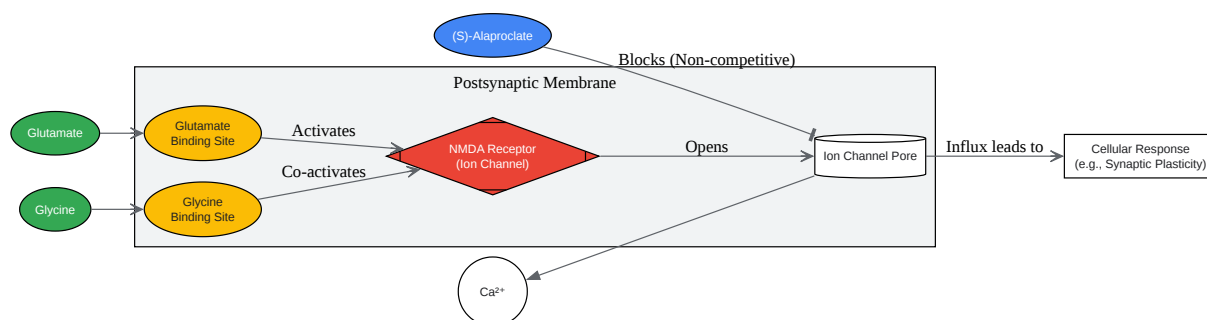 (S)-Alaproclate
Blocks (Non-competitive)
Postsynaptic Membrane
Glutamate
Glutamate
Binding Site
Activates
NMDA Receptor
(Ion Channel)
Opens
Ion Channel Pore
Influx leads to
Cellular Response
(e.g., Synaptic Plasticity)
Co-activates
Glycine
Glycine
Binding Site
Ca²⁺